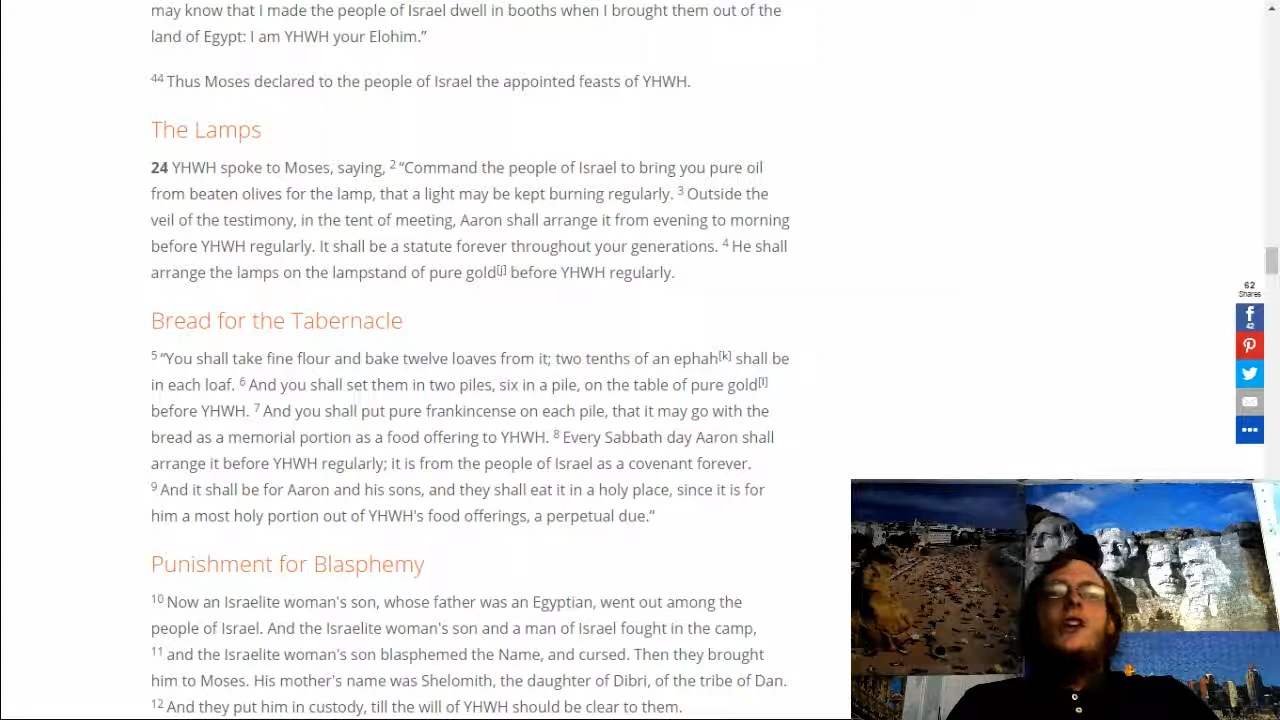 may know that I made the people of Israel dwell in booths when I brought them out of the
land of Egypt: I am YHWH your Elohim.”
44 Thus Moses declared to the people of Israel the appointed feasts of YHWH.
The Lamps
24 YHWH spoke to Moses, saying, 2 “Command the people of Israel to bring you pure oil
from beaten olives for the lamp, that a light may be kept burning regularly. 3 Outside the
veil of the testimony, in the tent of meeting, Aaron shall arrange it from evening to morning
before YHWH regularly. It shall be a statute forever throughout your generations. 4 He shall
arrange the lamps on the lampstand of pure gold[j] before YHWH regularly.
Bread for the Tabernacle
5 “You shall take fine flour and bake twelve loaves from it; two tenths of an ephah[k] shall be
in each loaf. 6 And you shall set them in two piles, six in a pile, on the table of pure gold[l]
before YHWH. 7 And you shall put pure frankincense on each pile, that it may go with the
bread as a memorial portion as a food offering to YHWH. 8 Every Sabbath day Aaron shall
arrange it before YHWH regularly; it is from the people of Israel as a covenant forever.
9 And it shall be for Aaron and his sons, and they shall eat it in a holy place, since it is for
him a most holy portion out of YHWH's food offerings, a perpetual due.”
Punishment for Blasphemy
10 Now an Israelite woman's son, whose father was an Egyptian, went out among the
people of Israel. And the Israelite woman's son and a man of Israel fought in the camp,
11 and the Israelite woman's son blasphemed the Name, and cursed. Then they brought
him to Moses. His mother's name was Shelomith, the daughter of Dibri, of the tribe of Dan.
12 And they put him in custody, till the will of YHWH should be clear to them.
62
Shares
42